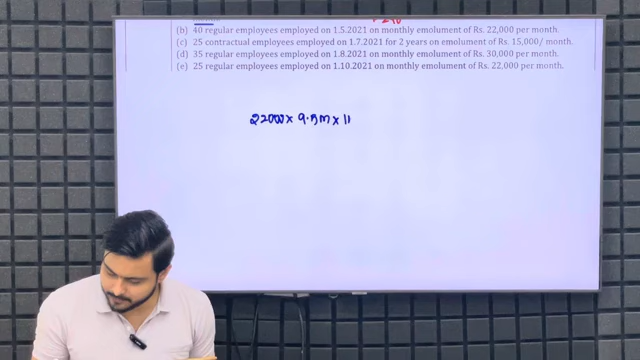 (b) 40 regular employees employed on 1.5.2021 on monthly emolument of Rs. 22,000 per month.
(c) 25 contractual employees employed on 1.7.2021 for 2 years on emolument of Rs. 15,000/ month.
(d) 35 regular employees employed on 1.8.2021 on monthly emolument of Rs. 30,000 per month.
(e) 25 regular employees employed on 1.10.2021 on monthly emolument of Rs. 22,000 per month.
22000 x 9.5m x 11